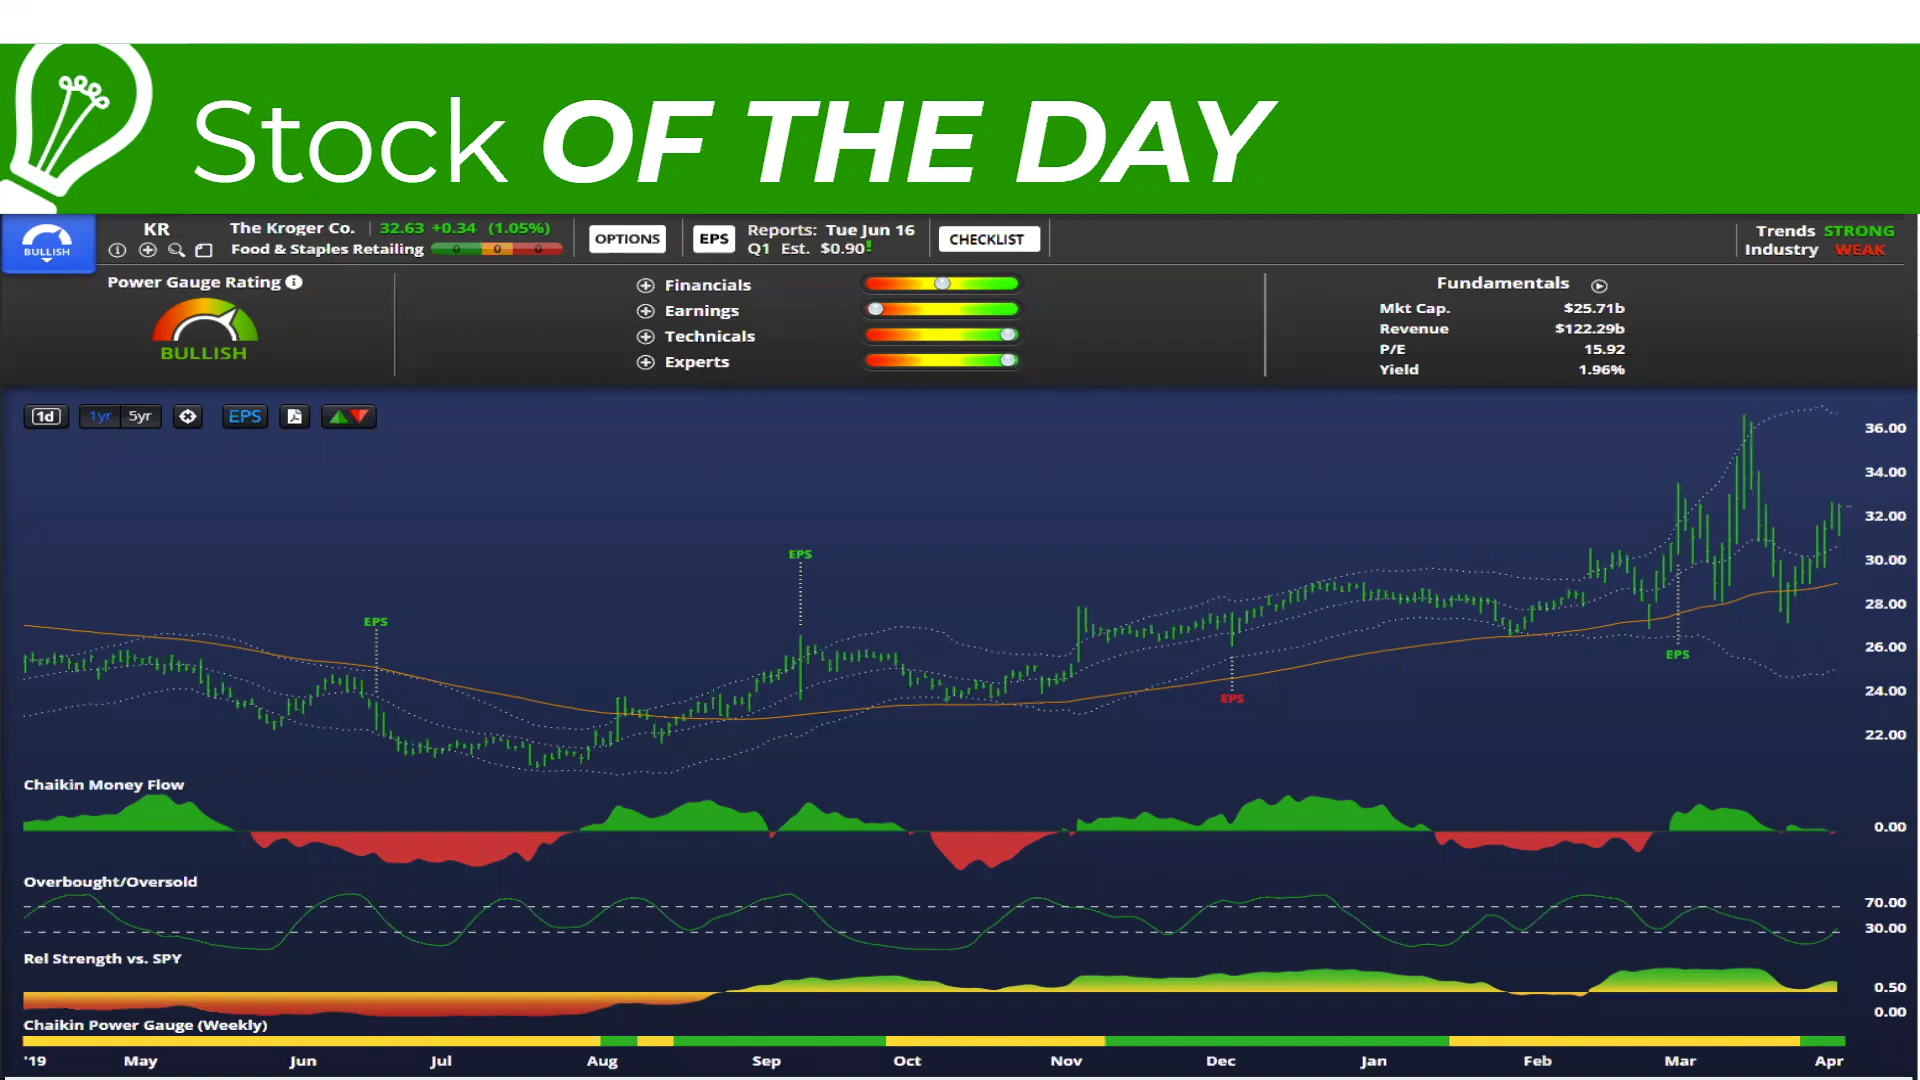 Stock OF THE DAY
BULLISH
KR
The Kroger Co.
32.63 +0.34 (1.05%)
Food & Staples Retailing
0 0 0
OPTIONS
EPS
Reports: Tue Jun 16
Q1 Est. $0.90!
CHECKLIST
Trends STRONG
Industry WEAK
Power Gauge Rating
BULLISH
Financials
Earnings
Technicals
Experts
Fundamentals
Mkt Cap. $25.71b
Revenue $122.29b
P/E 15.92
Yield 1.96%
1d
1yr 5yr
EPS
36.00
34.00
32.00
30.00
28.00
26.00
24.00
22.00
EPS
EPS
EPS
EPS
Chaikin Money Flow
0.00
Overbought/Oversold
70.00
30.00
Rel Strength vs. SPY
0.50
0.00
Chaikin Power Gauge (Weekly)
'19 May Jun Jul Aug Sep Oct Nov Dec Jan Feb Mar Apr